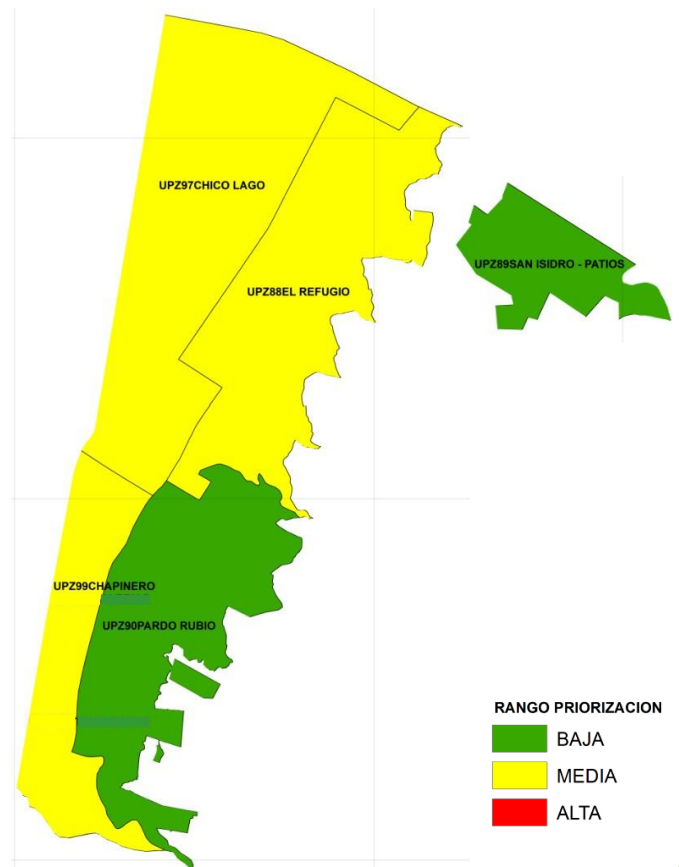 UPZ97CHICO LAGO
UPZ89SAN ISIDRO - PATIOS
UPZ88EL REFUGIO
UPZ99CHAPINERO
UPZ90PARDO RUBIO
RANGO PRIORIZACION
BAJA
MEDIA
ALTA